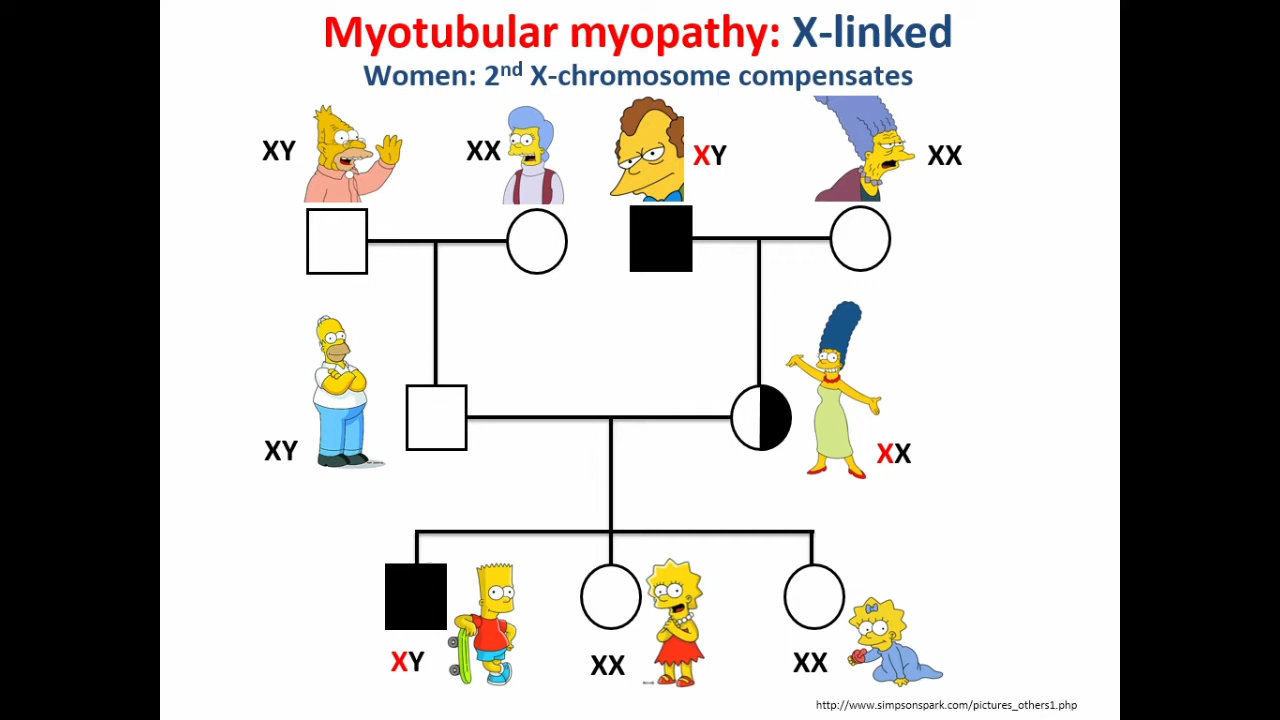 Myotubular myopathy: X-linked
Women: 2nd X-chromosome compensates
XY
XX
XY
XX
XY
XX
XY
XX
XX
http://www.simpsonspark.com/pictures_others1.php